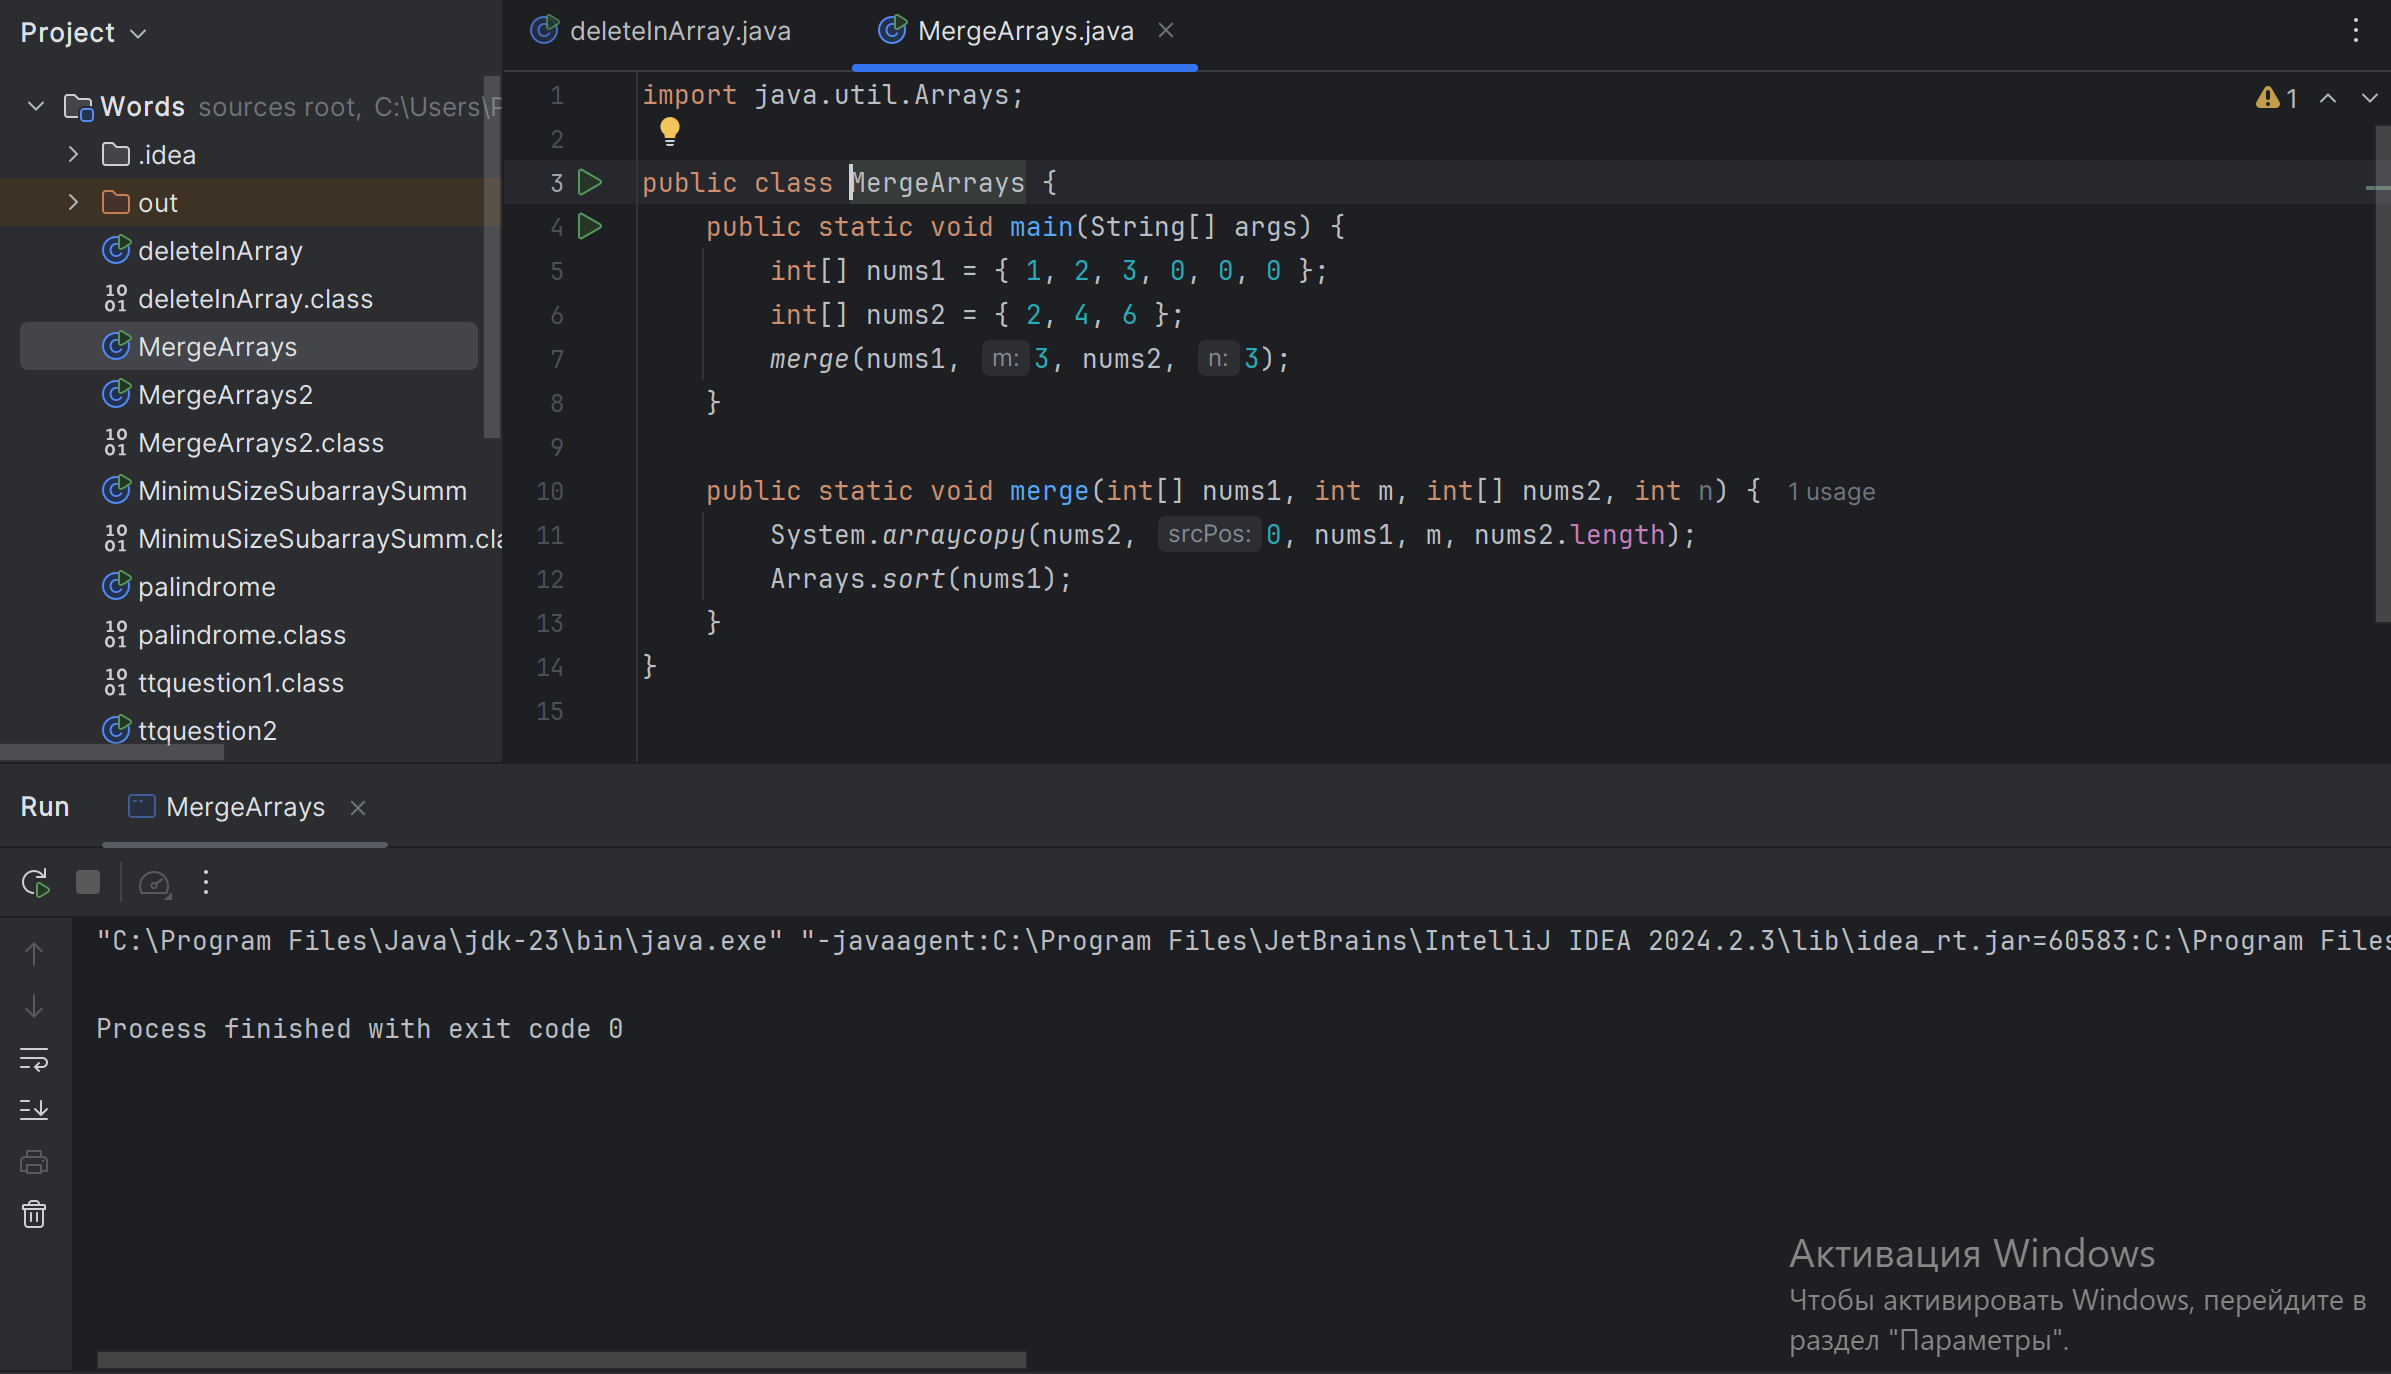 Project
Words sources root, C:\Users\
.idea
out
deleteInArray
deleteInArray.class
MergeArrays
MergeArrays2
MergeArrays2.class
MinimuSizeSubarraySumm
MinimuSizeSubarraySumm.cla
palindrome
palindrome.class
ttquestion1.class
ttquestion2
deleteInArray.java MergeArrays.java
1
1 import java.util.Arrays;
2
3 public class MergeArrays {
4 public static void main(String[] args) {
5 int[] nums1 = { 1, 2, 3, 0, 0, 0 };
6 int[] nums2 = { 2, 4, 6 };
7 merge(nums1, m: 3, nums2, n: 3);
8 }
9
10 public static void merge(int[] nums1, int m, int[] nums2, int n) { 1 usage
11 System.arraycopy(nums2, srcPos: 0, nums1, m, nums2.length);
12 Arrays.sort(nums1);
13 }
14 }
15
Run MergeArrays
"C:\Program Files\Java\jdk-23\bin\java.exe" "-javaagent:C:\Program Files\JetBrains\IntelliJ IDEA 2024.2.3\lib\idea_rt.jar=60583:C:\Program Files
Process finished with exit code 0
Активация Windows
Чтобы активировать Windows, перейдите в
раздел "Параметры".